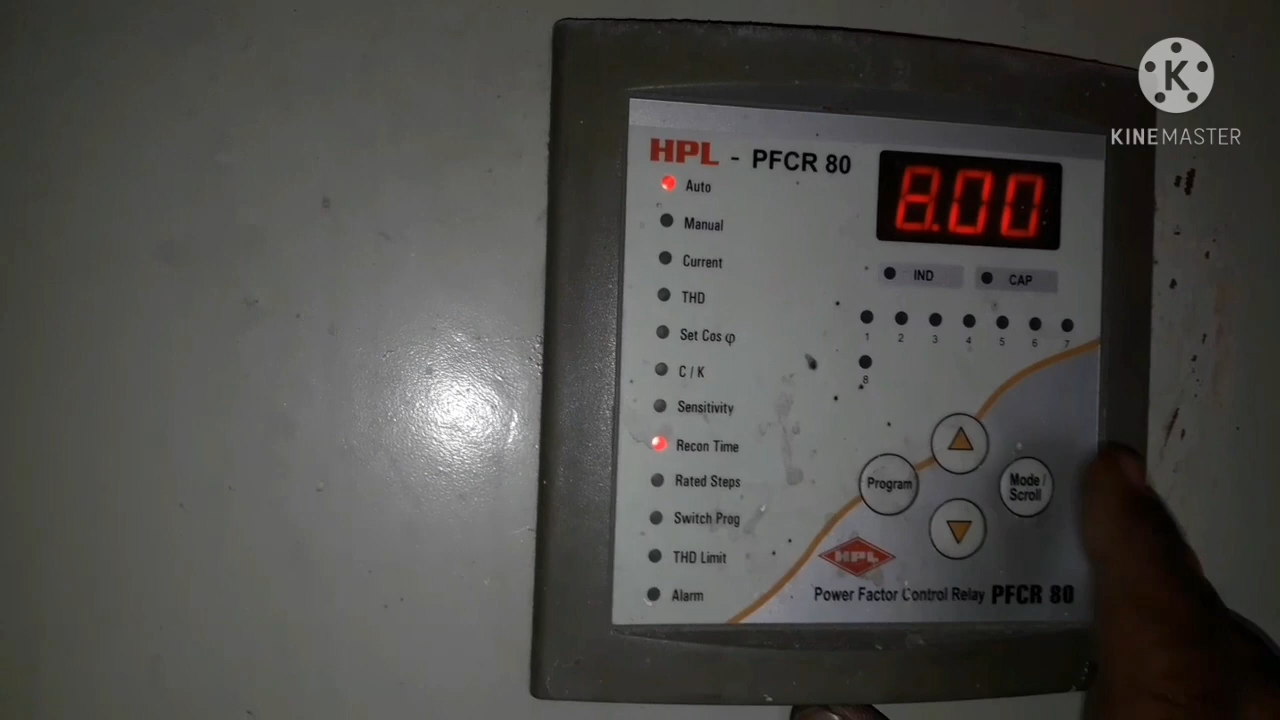 KINEMASTER
HPL - PFCR 80
8.00
Auto
Manual
Current
THD
Set Cos φ
C / K
Sensitivity
Recon Time
Rated Steps
Switch Prog
THD Limit
Alarm
IND CAP
1 2 3 4 5 6 7
8
Program
Mode /
Scroll
HPL
Power Factor Control Relay PFCR 80